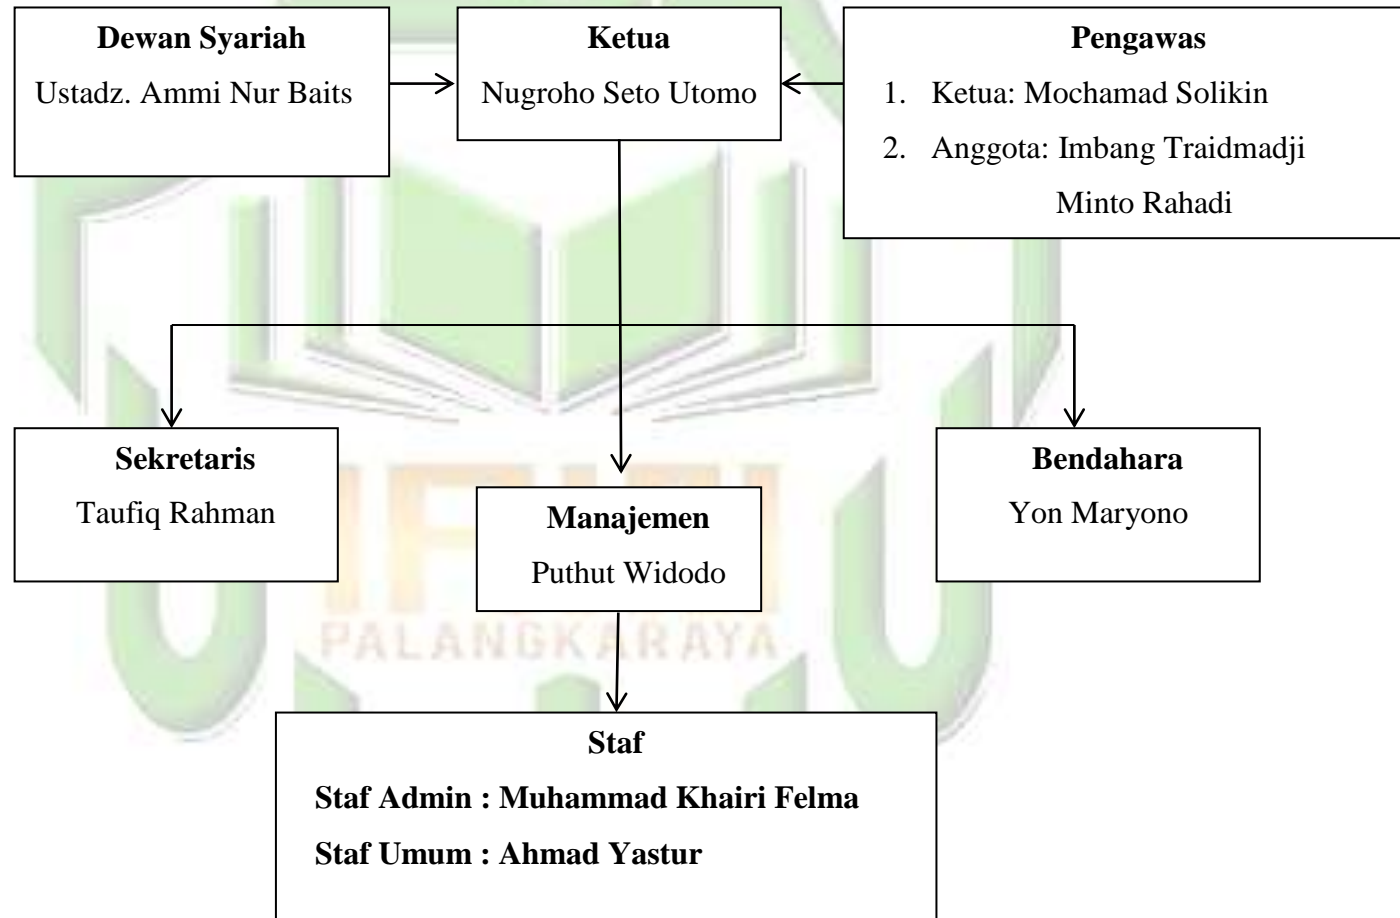 Dewan Syariah
Ustadz. Ammi Nur Baits
Ketua
Nugroho Seto Utomo
Pengawas
1. Ketua: Mochamad Solikin
2. Anggota: Imbang Traidmadji
Minto Rahadi
Sekretaris
Taufiq Rahman
Manajemen
Puthut Widodo
Bendahara
Yon Maryono
PALANGKARAYA
Staf
Staf Admin : Muhammad Khairi Felma
Staf Umum : Ahmad Yastur